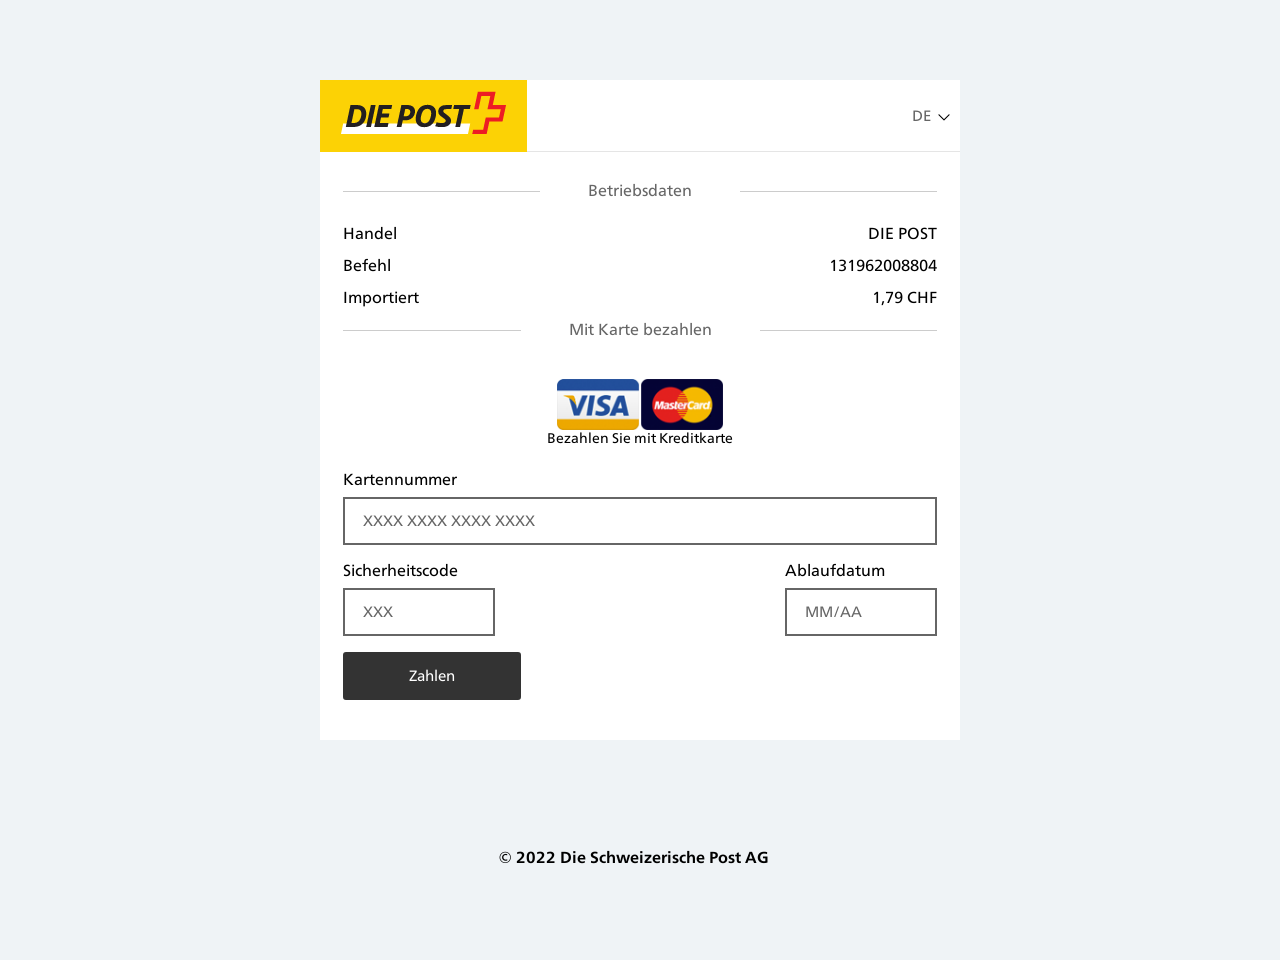 DIE POST
DE
Betriebsdaten
Handel DIE POST
Befehl 131962008804
Importiert 1,79 CHF
Mit Karte bezahlen
VISA MasterCard
Bezahlen Sie mit Kreditkarte
Kartennummer
XXXX XXXX XXXX XXXX
Sicherheitscode Ablaufdatum
XXX MM/AA
Zahlen
© 2022 Die Schweizerische Post AG